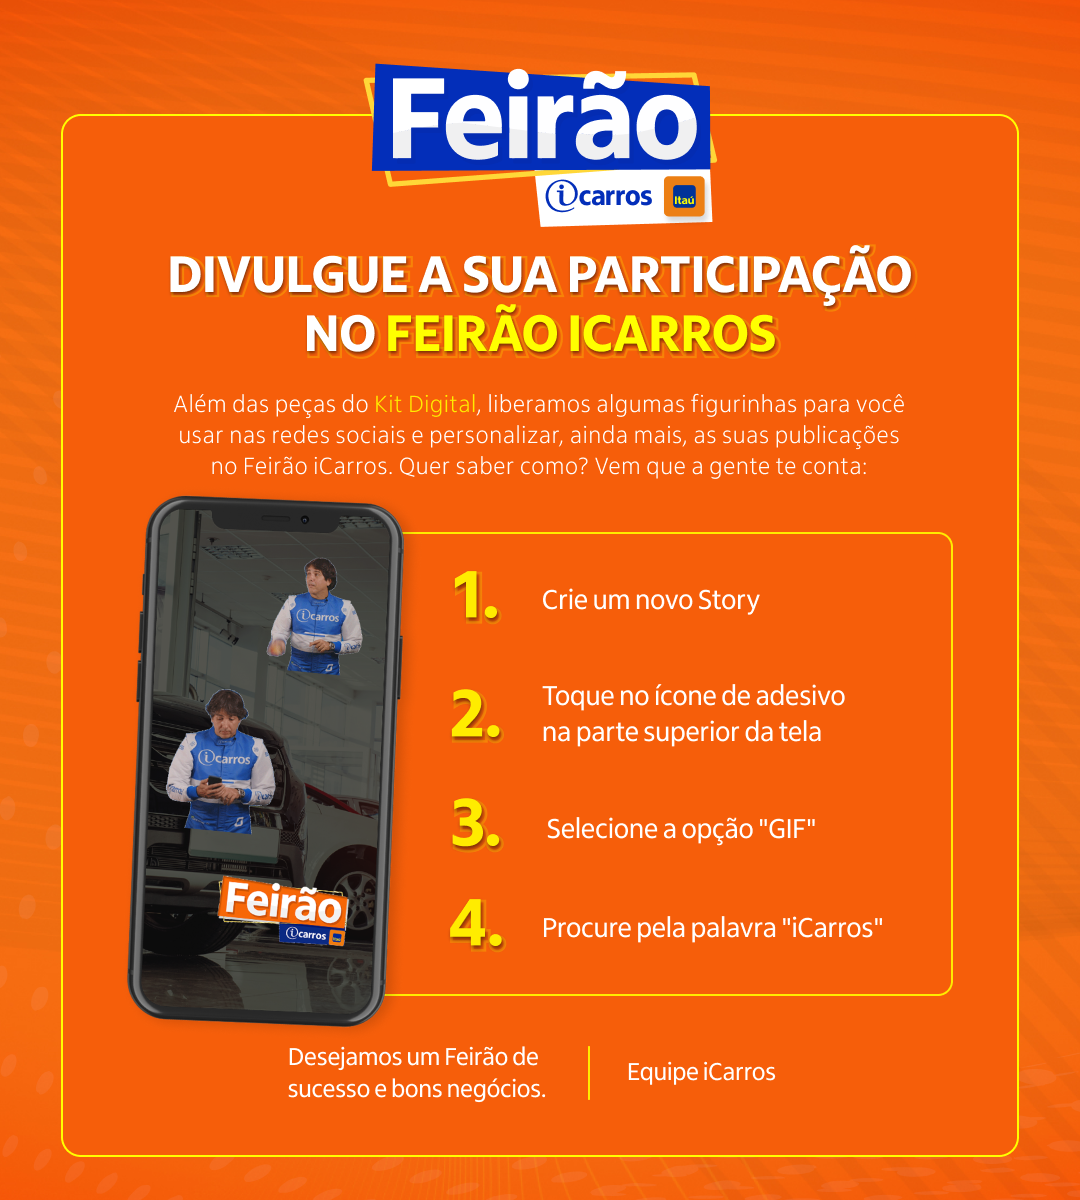 Feirão
icarros Itaú
DIVULGUE A SUA PARTICIPAÇÃO
NO FEIRÃO ICARROS
Além das peças do Kit Digital, liberamos algumas figurinhas para você
usar nas redes sociais e personalizar, ainda mais, as suas publicações
no Feirão iCarros. Quer saber como? Vem que a gente te conta:
icarros
icarros
Feirão
icarros
1. Crie um novo Story
2. Toque no ícone de adesivo
na parte superior da tela
3. Selecione a opção "GIF"
4. Procure pela palavra "iCarros"
Desejamos um Feirão de
sucesso e bons negócios.
Equipe iCarros